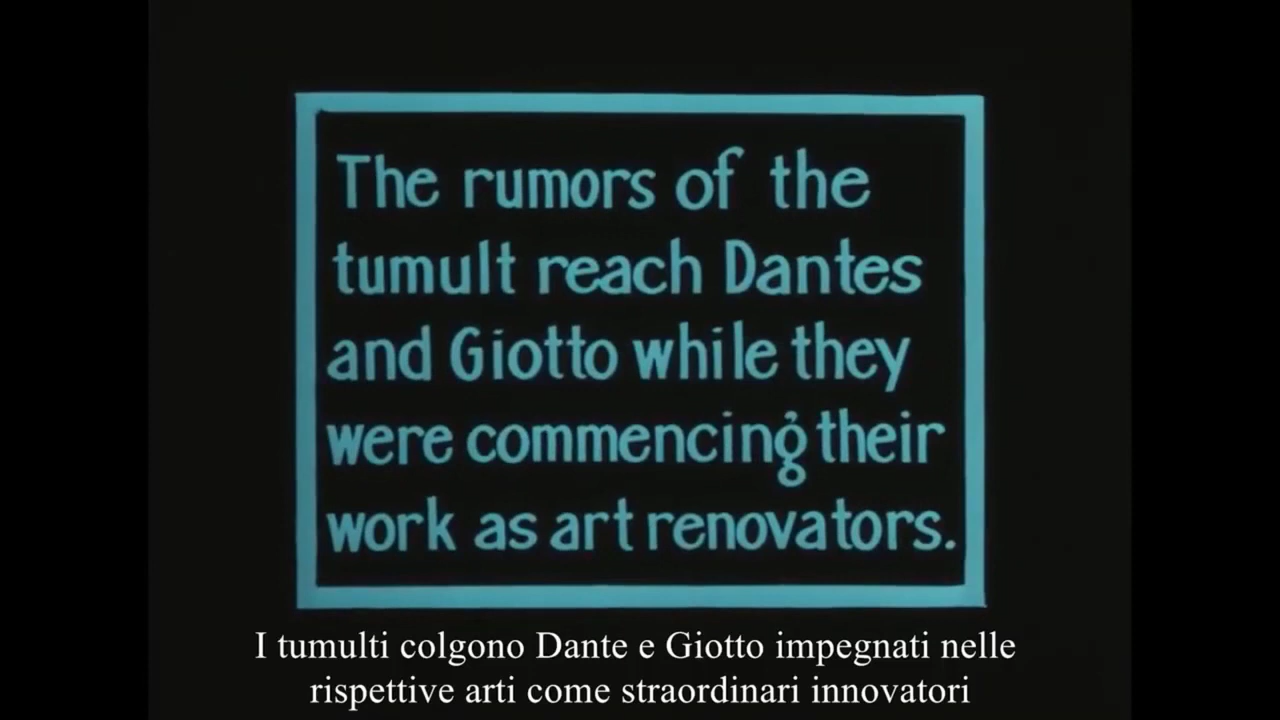 The rumors of the
tumult reach Dantes
and Giotto while they
were commencing their
work as art renovators.
I tumulti colgono Dante e Giotto impegnati nelle
rispettive arti come straordinari innovatori